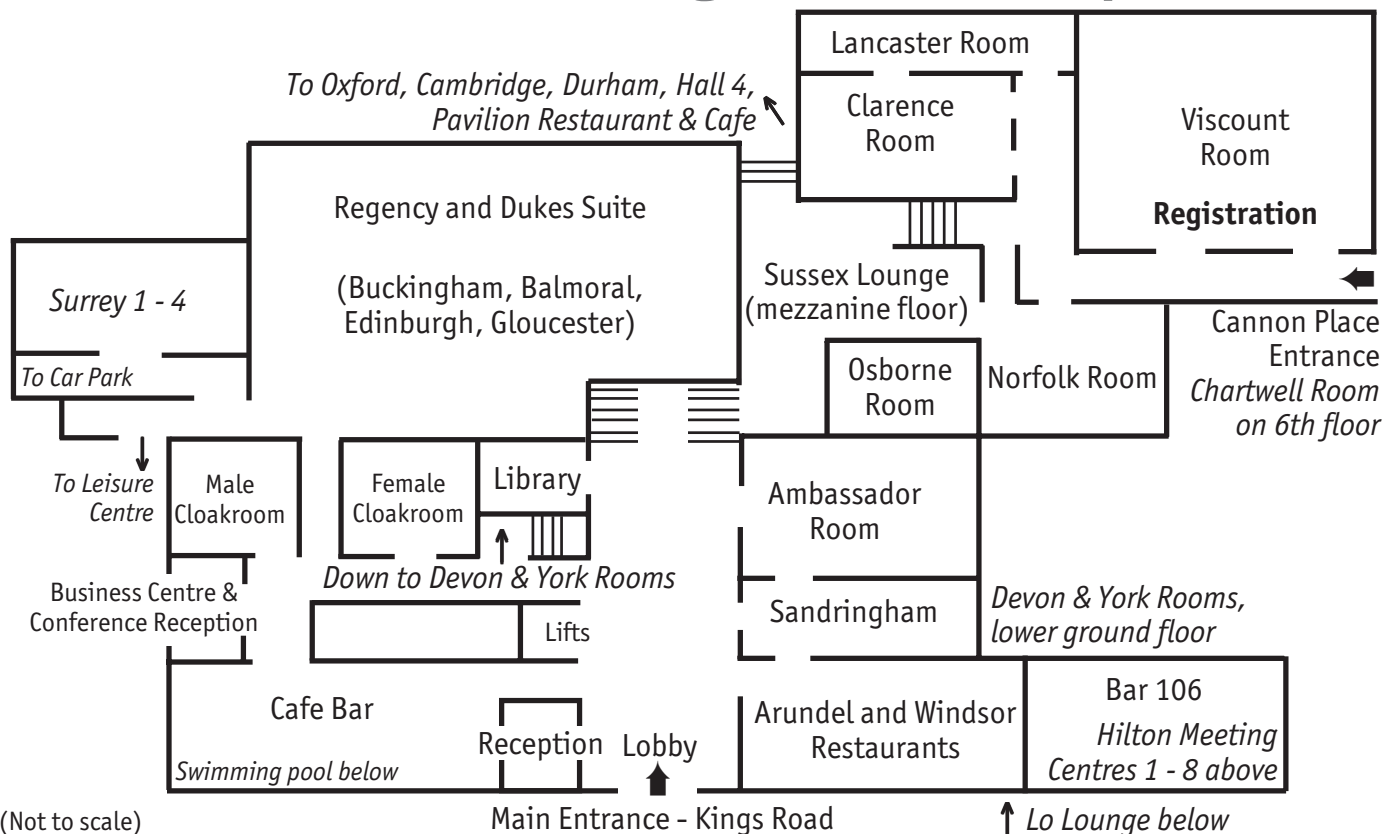 Lancaster Room
To Oxford, Cambridge, Durham, Hall 4,
Pavilion Restaurant & Cafe
Clarence
Room
Viscount
Room
Registration
Regency and Dukes Suite
(Buckingham, Balmoral,
Edinburgh, Gloucester)
Surrey 1 - 4
To Car Park
Sussex Lounge
(mezzanine floor)
Cannon Place
Entrance
Chartwell Room
on 6th floor
Osborne
Room
Norfolk Room
To Leisure
Centre
Male
Cloakroom
Female
Cloakroom
Library
Ambassador
Room
Down to Devon & York Rooms
Business Centre &
Conference Reception
Lifts
Sandringham
Devon & York Rooms,
lower ground floor
Cafe Bar
Swimming pool below
Reception
Lobby
Arundel and Windsor
Restaurants
Bar 106
Hilton Meeting
Centres 1 - 8 above
(Not to scale)
Main Entrance - Kings Road
Lo Lounge below